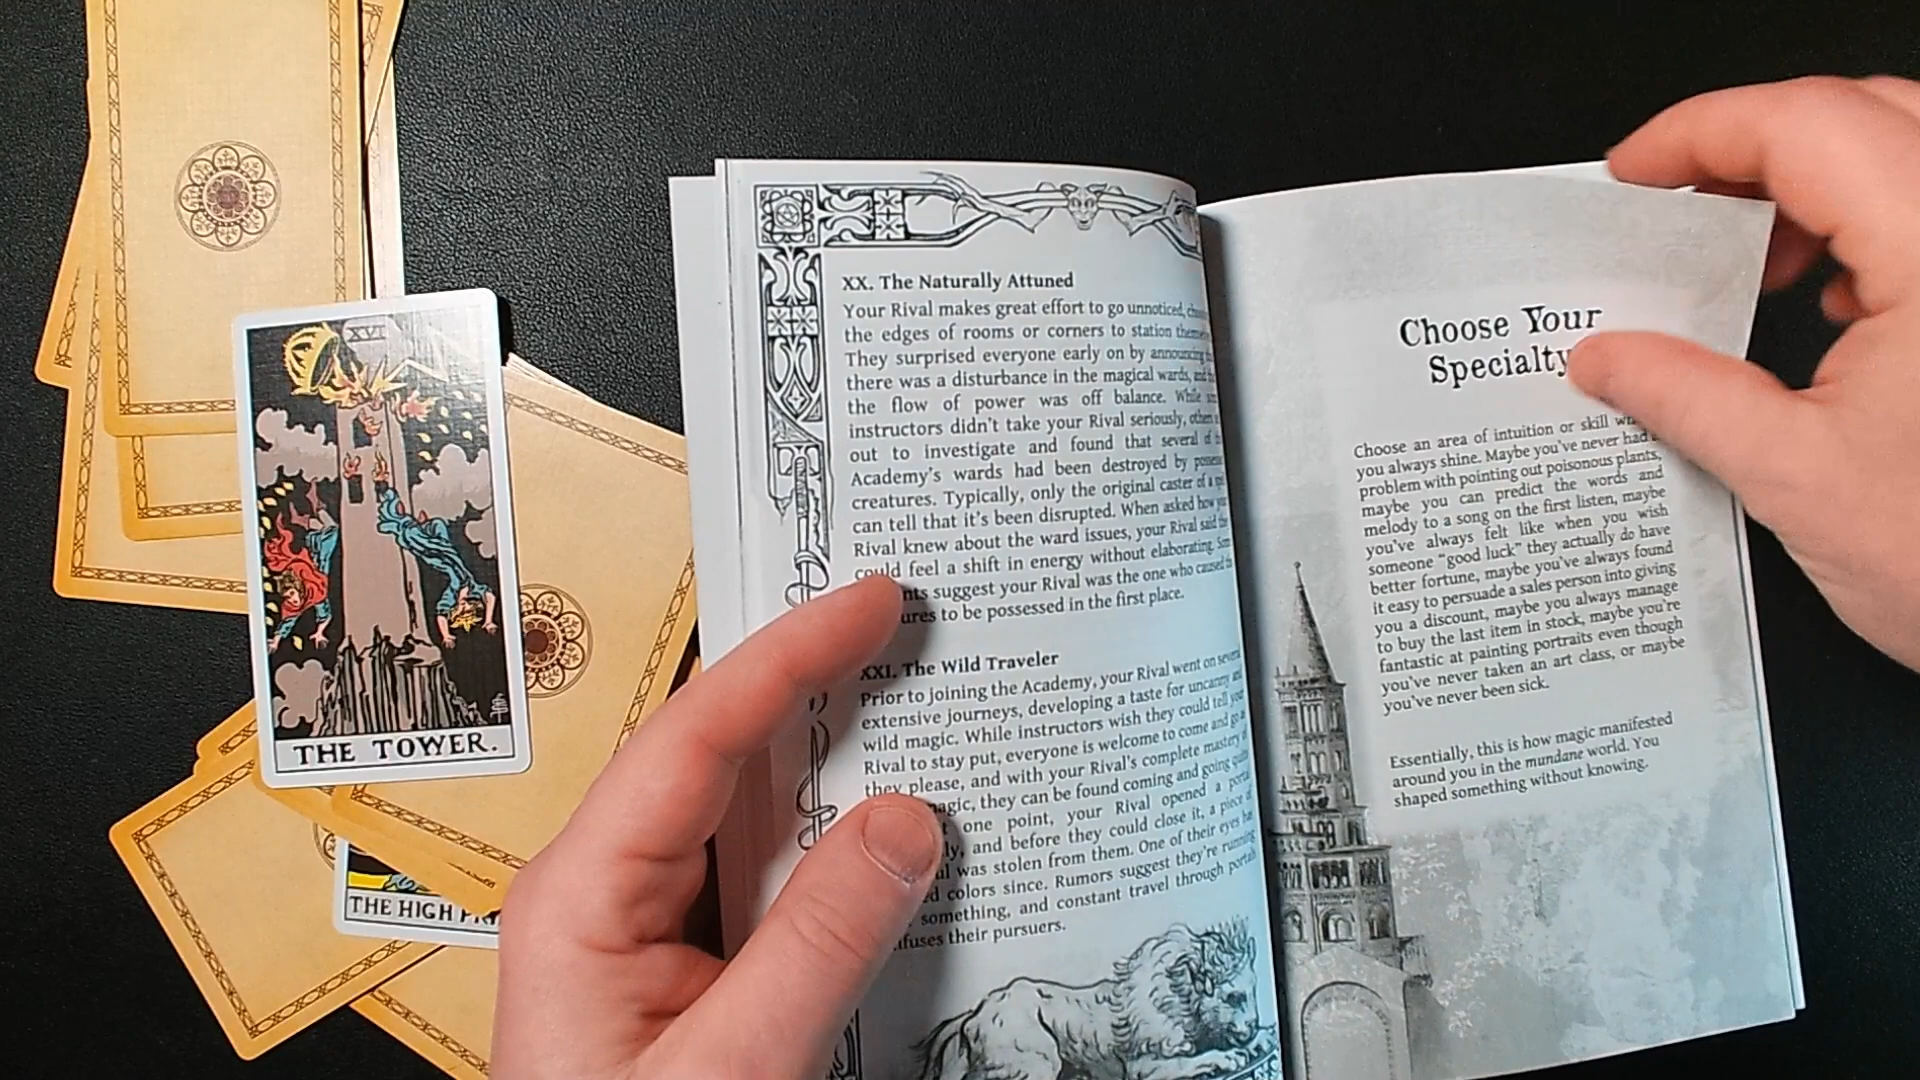 XVI
THE TOWER.
THE HIGH
XX. The Naturally Attuned
Your Rival makes great effort to go unnoticed,
the edges of rooms or corners to station
They surprised everyone early on by announcing
there was a disturbance in the magical wards, and
the flow of power was off balance. While
instructors didn't take your Rival seriously, others
out to investigate and found that several of
Academy's wards had been destroyed by
creatures. Typically, only the original caster of a
can tell that it's been disrupted. When asked how
Rival knew about the ward issues, your Rival said
could feel a shift in energy without elaborating.
suggest your Rival was the one who caused
to be possessed in the first place.
XXI. The Wild Traveler
Prior to joining the Academy, your Rival went on several
extensive journeys, developing a taste for uncanny and
wild magic. While instructors wish they could tell your
Rival to stay put, everyone is welcome to come and go
they please, and with your Rival's complete mastery
magic, they can be found coming and going
one point, your Rival opened a portal
and before they could close it, a piece
was stolen from them. One of their eyes has
colors since. Rumors suggest they're running
something, and constant travel through portals
their pursuers.
Choose Your
Specialty
Choose an area of intuition or skill
you always shine. Maybe you've never had
problem with pointing out poisonous plants,
maybe you can predict the words and
melody to a song on the first listen, maybe
you've always felt like when you wish
someone "good luck" they actually do have
better fortune, maybe you've always found
it easy to persuade a sales person into giving
you a discount, maybe you always manage
to buy the last item in stock, maybe you're
fantastic at painting portraits even though
you've never taken an art class, or maybe
you've never been sick.
Essentially, this is how magic manifested
around you in the mundane world. You
shaped something without knowing.